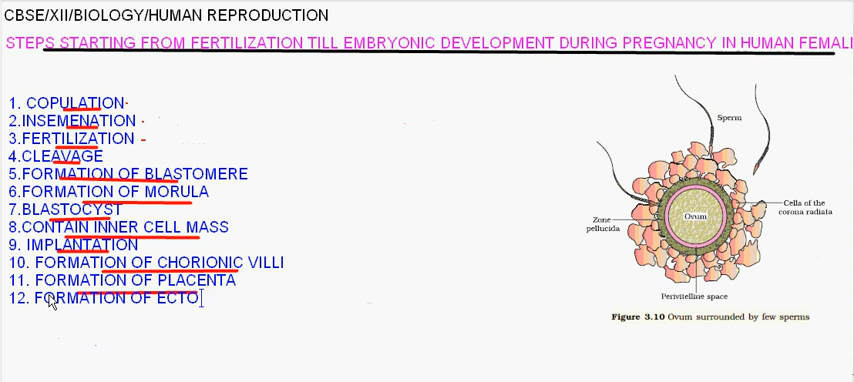 CBSE/XII/BIOLOGY/HUMAN REPRODUCTION
STEPS STARTING FROM FERTILIZATION TILL EMBRYONIC DEVELOPMENT DURING PREGNANCY IN HUMAN FEMALI
1. COPULATION
2.INSEMENATION
3.FERTILIZATION
4.CLEAVAGE
5.FORMATION OF BLASTOMERE
6.FORMATION OF MORULA
7.BLASTOCYST
8.CONTAIN INNER CELL MASS
9. IMPLANTATION
10. FORMATION OF CHORIONIC VILLI
11. FORMATION OF PLACENTA
12. FORMATION OF ECTO
Sperm
Cells of the
corona radiata
Ovum
Zone
pellucida
Perivitelline space
Figure 3.10 Ovum surrounded by few sperms